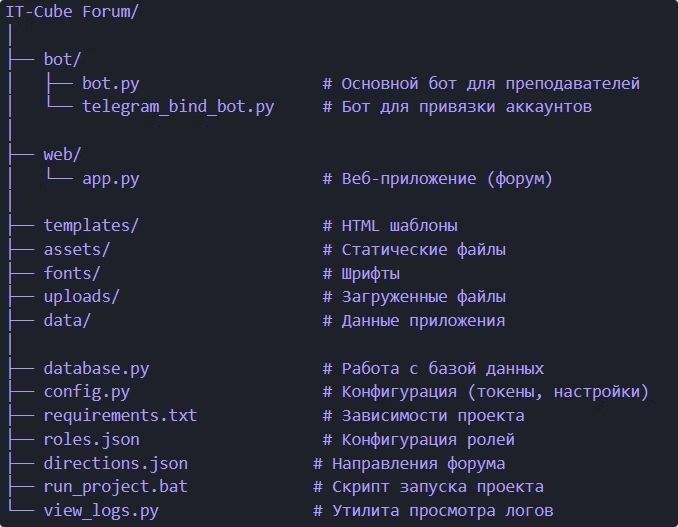 IT-Cube Forum/
│
├── bot/
│   ├── bot.py                   # Основной бот для преподавателей
│   └── telegram_bind_bot.py     # Бот для привязки аккаунтов
│
├── web/
│   └── app.py                   # Веб-приложение (форум)
│
├── templates/                   # HTML шаблоны
├── assets/                      # Статические файлы
├── fonts/                       # Шрифты
├── uploads/                     # Загруженные файлы
├── data/                        # Данные приложения
│
├── database.py                  # Работа с базой данных
├── config.py                    # Конфигурация (токены, настройки)
├── requirements.txt             # Зависимости проекта
├── roles.json                   # Конфигурация ролей
├── directions.json             # Направления форума
├── run_project.bat             # Скрипт запуска проекта
└── view_logs.py                # Утилита просмотра логов